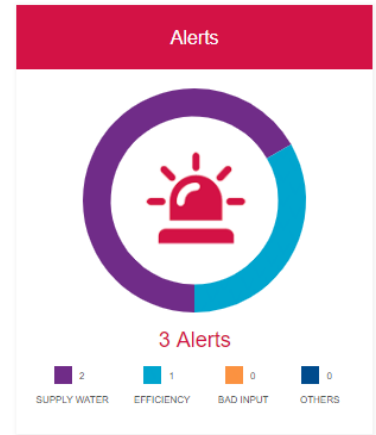 Alerts
3 Alerts
2 1 0 0
SUPPLY WATER EFFICIENCY BAD INPUT OTHERS